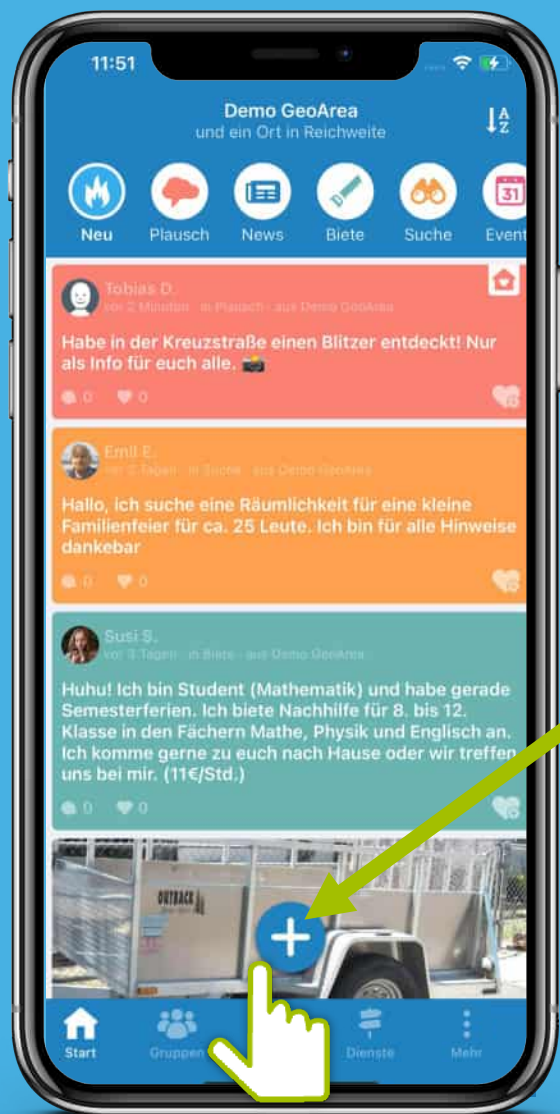 11:51
Demo GeoArea
und ein Ort in Reichweite
A
Z
31
Neu
Plausch
News
Biete
Suche
Event
Tobias D.
vor 2 Minuten · in Plausch · aus Demo GeoArea
Habe in der Kreuzstraße einen Blitzer entdeckt! Nur
als Info für euch alle.
0
0
Emil E.
vor 2 Tagen · in Suche · aus Demo GeoArea
Hallo, ich suche eine Räumlichkeit für eine kleine
Familienfeier für ca. 25 Leute. Ich bin für alle Hinweise
dankebar
0
0
Susi S.
vor 3 Tagen · in Biete · aus Demo GeoArea
Huhu! Ich bin Student (Mathematik) und habe gerade
Semesterferien. Ich biete Nachhilfe für 8. bis 12.
Klasse in den Fächern Mathe, Physik und Englisch an.
Ich komme gerne zu euch nach Hause oder wir treffen
uns bei mir. (11€/Std.)
0
0
OUTBACK
Start
Gruppen
Dienste
Mehr